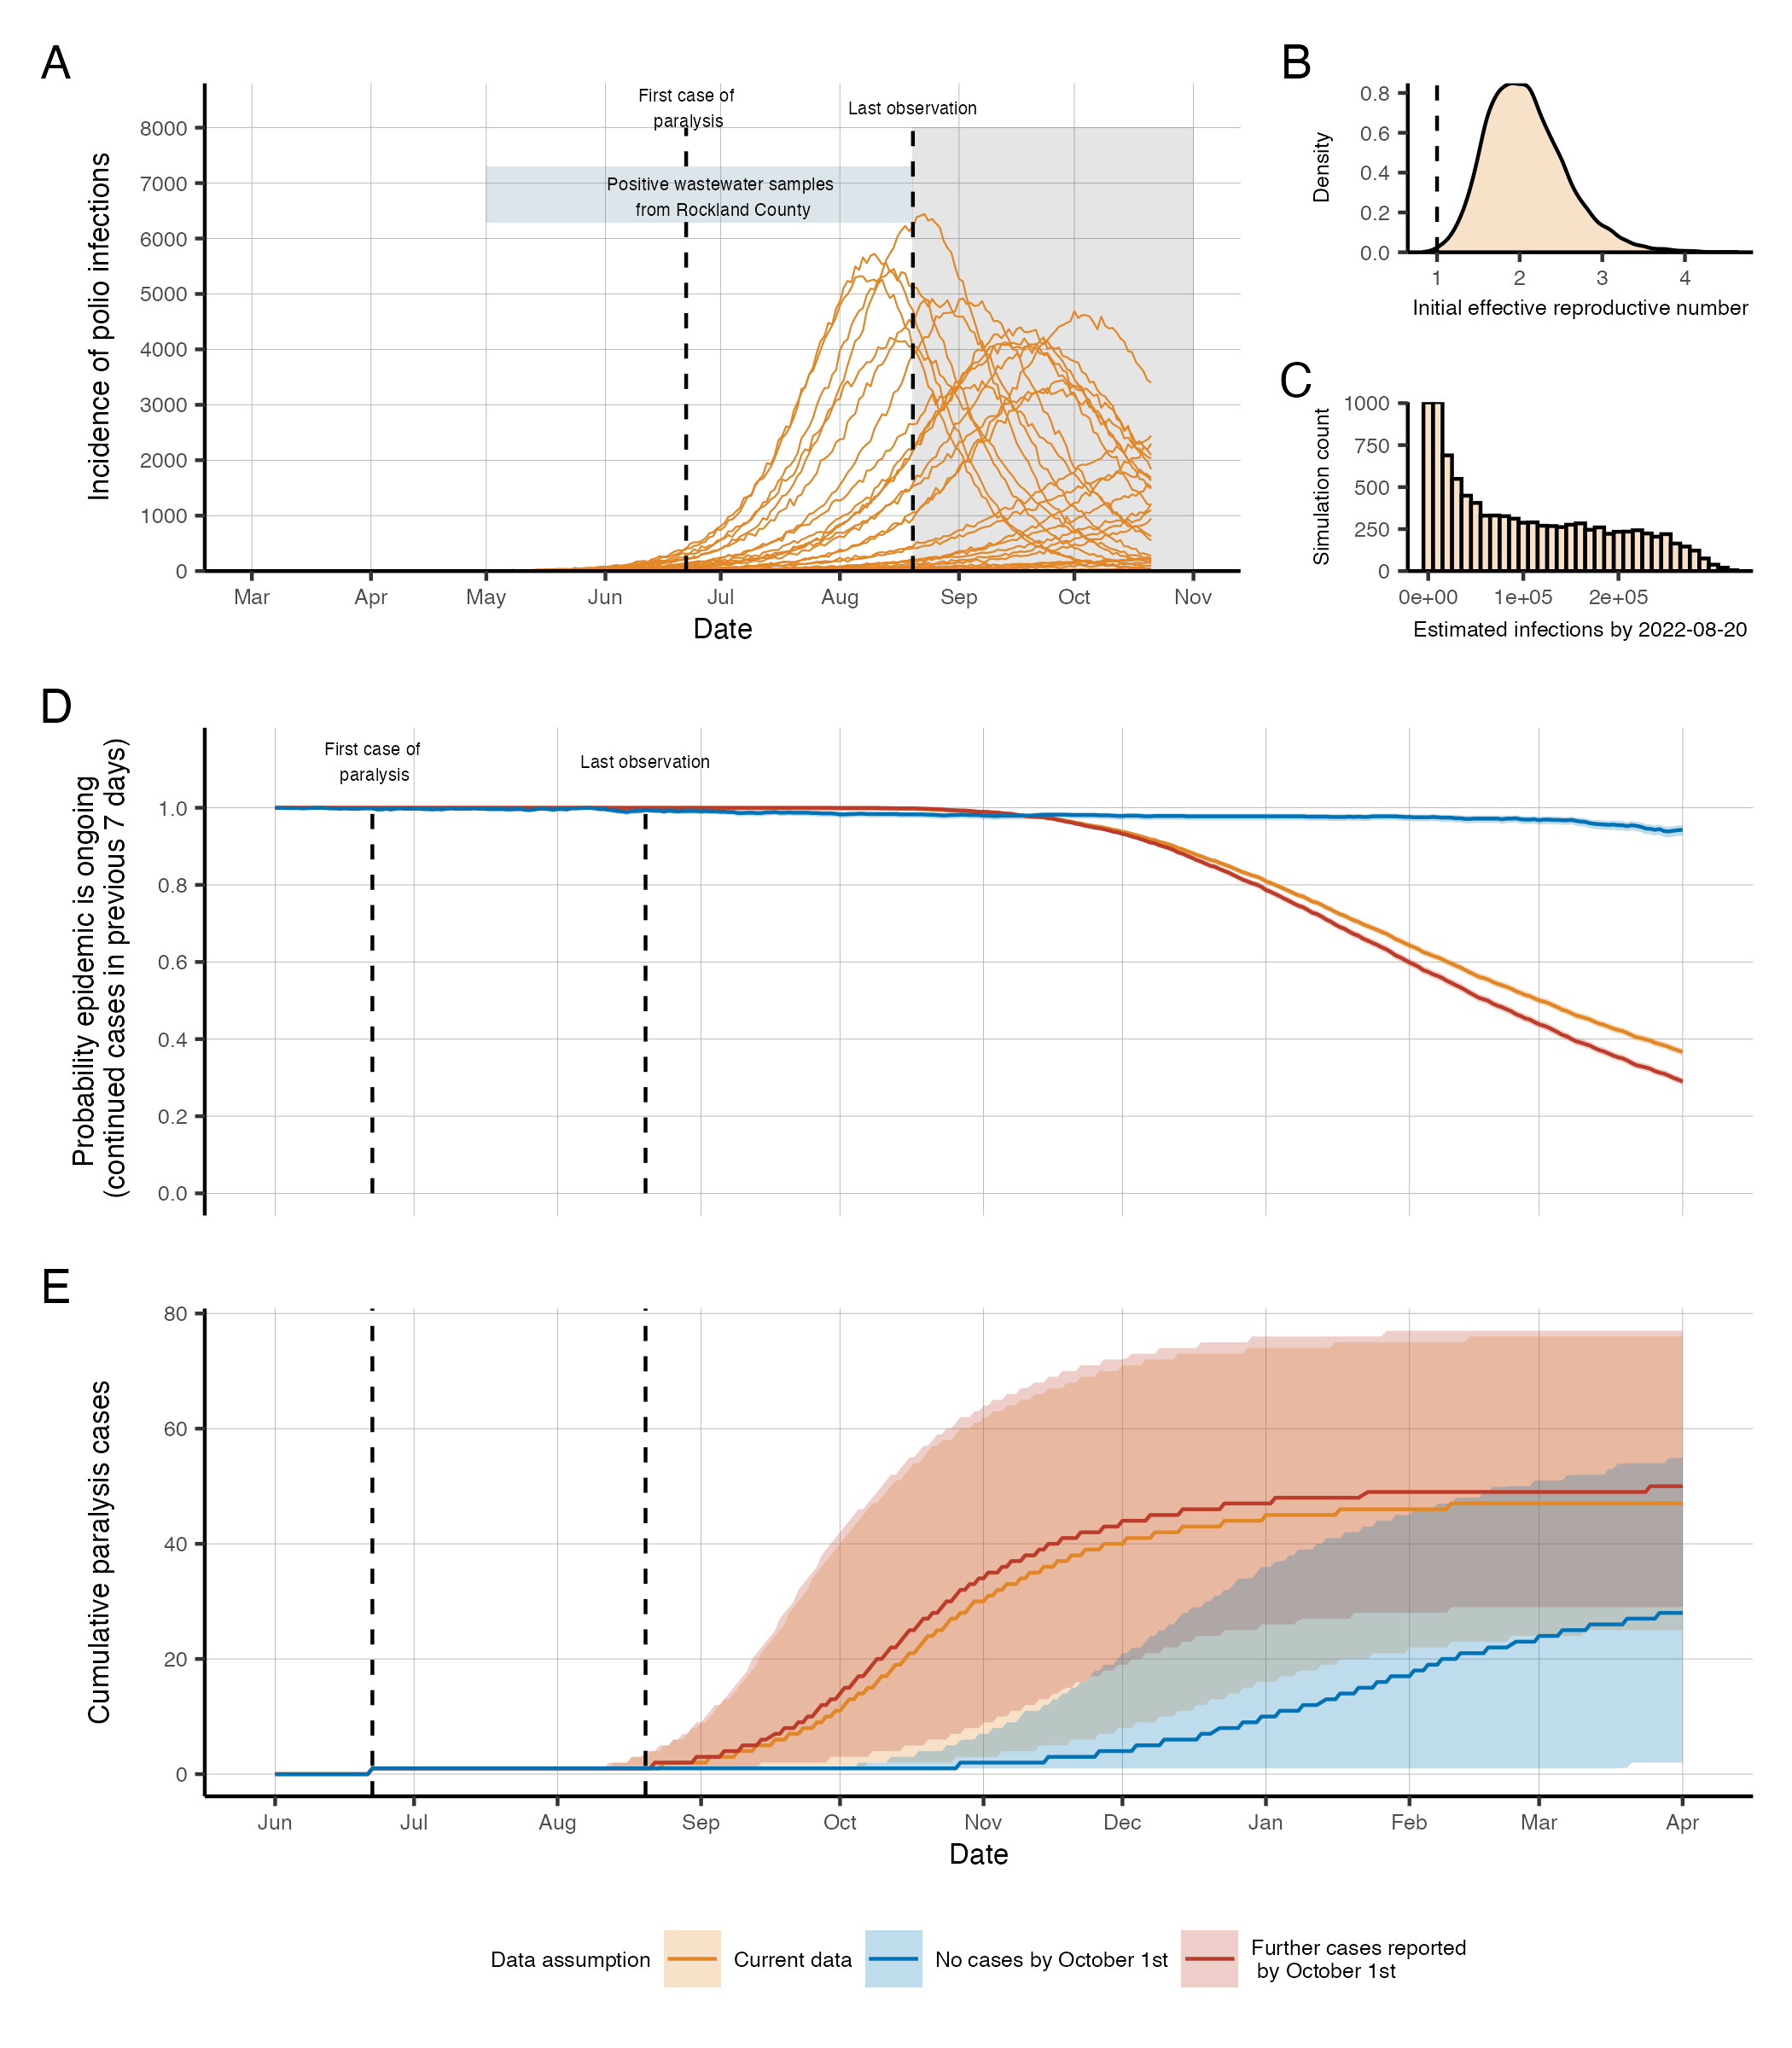 A
First case of
paralysis
Last observation
Positive wastewater samples
from Rockland County
Incidence of polio infections
8000
7000
6000
5000
4000
3000
2000
1000
0
Mar Apr May Jun Jul Aug Sep Oct Nov
Date
B
Density
0.8
0.6
0.4
0.2
0.0
1 2 3 4
Initial effective reproductive number
C
Simulation count
1000
750
500
250
0
0e+00 1e+05 2e+05
Estimated infections by 2022-08-20
D
First case of
paralysis
Last observation
Probability epidemic is ongoing
(continued cases in previous 7 days)
1.0
0.8
0.6
0.4
0.2
0.0
E
Cumulative paralysis cases
80
60
40
20
0
Jun Jul Aug Sep Oct Nov Dec Jan Feb Mar Apr
Date
Data assumption Current data No cases by October 1st Further cases reported
by October 1st